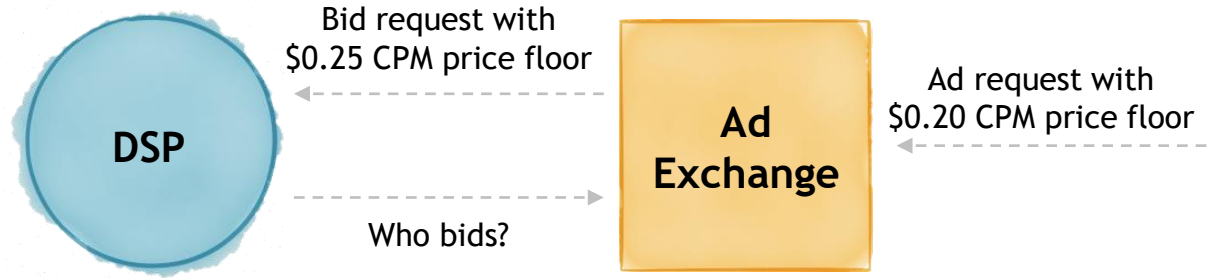 DSP
Bid request with
$0.25 CPM price floor
Who bids?
Ad
Exchange
Ad request with
$0.20 CPM price floor